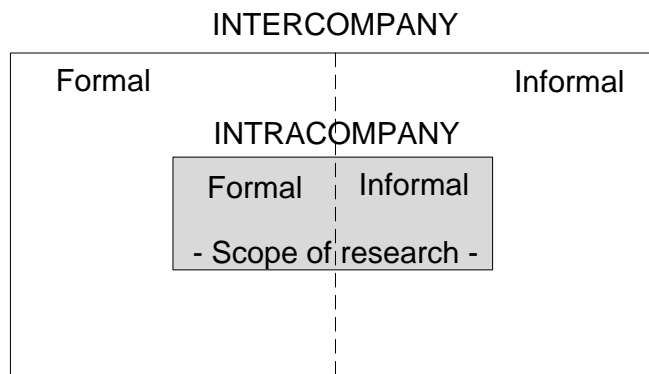 INTERCOMPANY
Formal Informal
INTRACOMPANY
Formal Informal
- Scope of research -